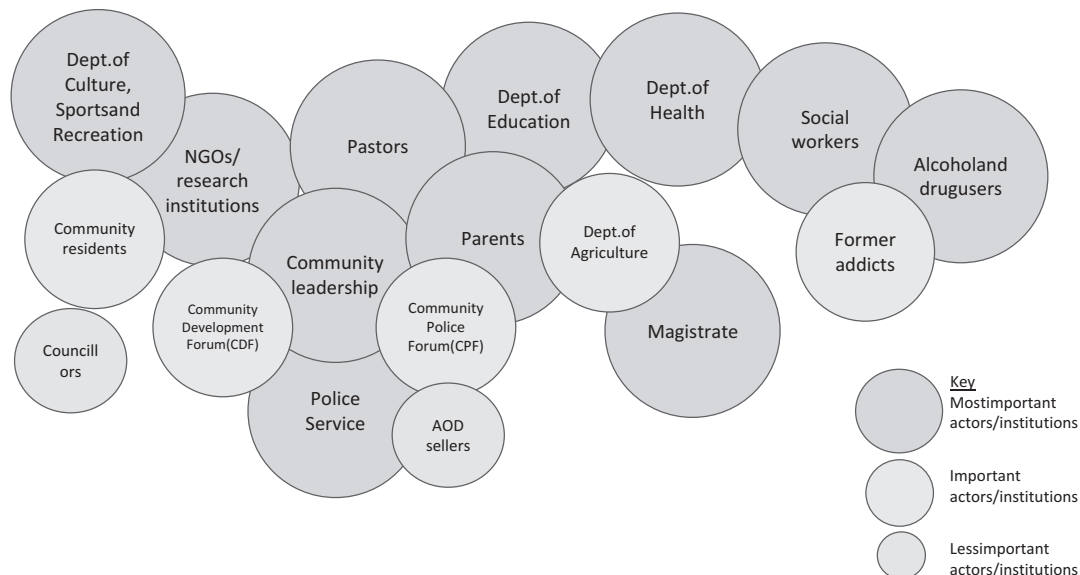 Dept.of
Culture,
Sportsand
Recreation
NGOs/
research
institutions
Pastors
Dept.of
Education
Dept.of
Health
Social
workers
Alcoholand
drugusers
Community
residents
Community
leadership
Parents
Dept.of
Agriculture
Former
addicts
Councill
ors
Community
Development
Forum(CDF)
Community
Police
Forum(CPF)
Magistrate
Police
Service
AOD
sellers
Key
Mostimportant
actors/institutions
Important
actors/institutions
Lessimportant
actors/institutions